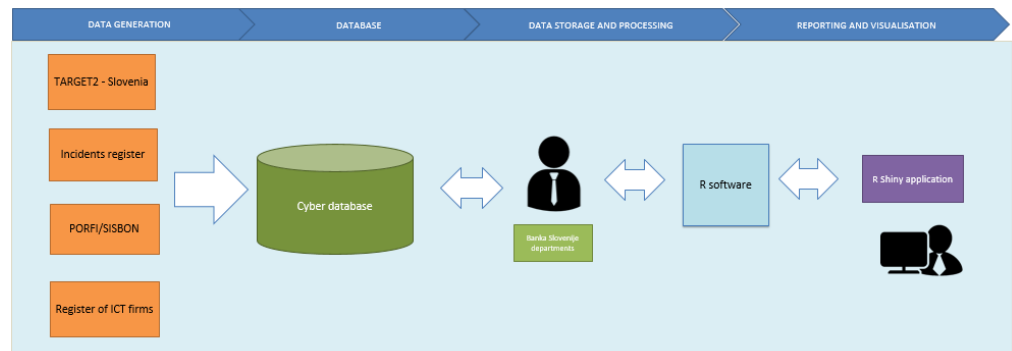 DATA GENERATION
DATABASE
DATA STORAGE AND PROCESSING
REPORTING AND VISUALISATION
TARGET2 - Slovenia
Incidents register
PORFI/SISBON
Register of ICT firms
Cyber database
Banka Slovenije
departments
R software
R Shiny application